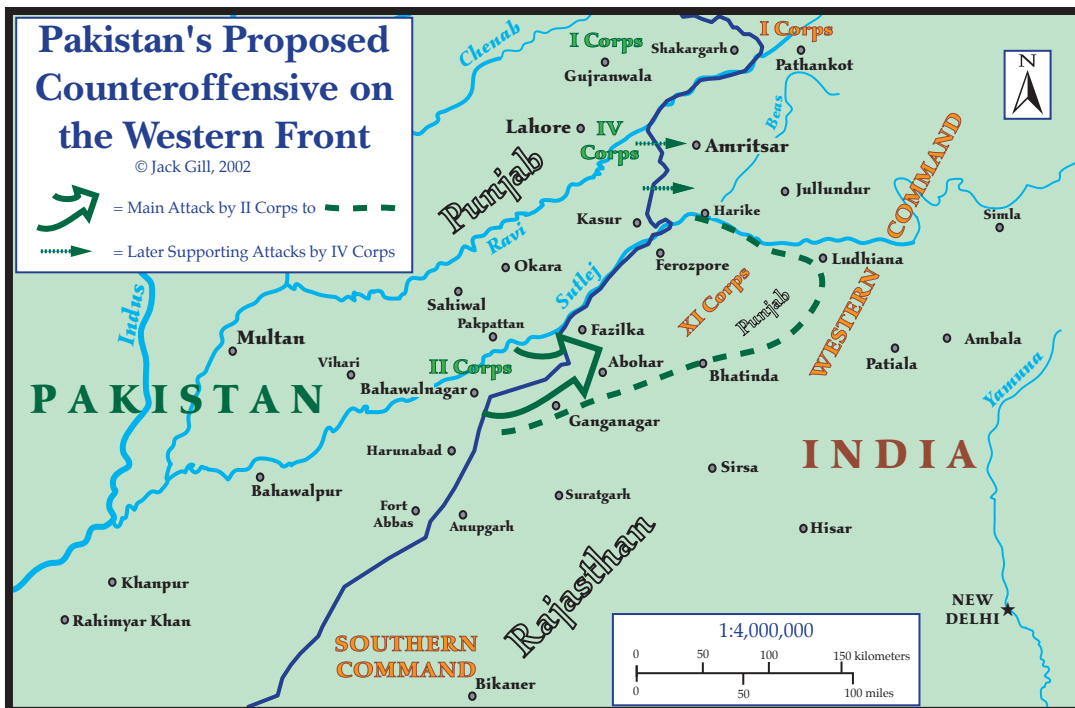 Pakistan's Proposed
Counteroffensive on
the Western Front
© Jack Gill, 2002
= Main Attack by II Corps to
= Later Supporting Attacks by IV Corps
Chenab
I Corps
Gujranwala
Shakargarh
I Corps
Pathankot
N
Lahore
IV
Corps
Beas
Amritsar
Punjab
Jullundur
COMMAND
Kasur
Harike
Simla
Ravi
Okara
Ferozpore
Ludhiana
Sutlej
Sahiwal
XI Corps
Punjab
WESTERN
Indus
Pakpattan
Fazilka
Multan
Ambala
Patiala
Vihari
II Corps
Abohar
Bhatinda
Yamuna
PAKISTAN
Bahawalnagar
Ganganagar
Harunabad
INDIA
Sirsa
Bahawalpur
Suratgarh
Fort
Abbas
Anupgarh
Hisar
Rajasthan
Khanpur
NEW
DELHI
Rahimyar Khan
SOUTHERN
COMMAND
Bikaner
1:4,000,000
0 50 100 150 kilometers
0 50 100 miles